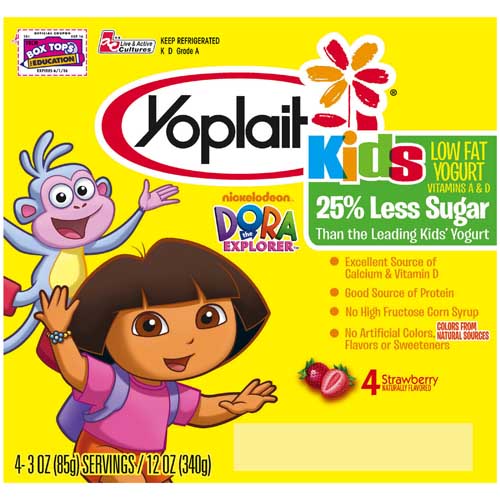 OFFICIAL COUPON
BOX TOPS
FOR EDUCATION
EXPIRES 6/1/16
Live & Active
Cultures
KEEP REFRIGERATED
K D Grade A
Yoplait
®
Kids
LOW FAT
YOGURT
VITAMINS A & D
25% Less Sugar
Than the Leading Kids' Yogurt
nickelodeon
DORA
the
EXPLORER™
Excellent Source of
Calcium & Vitamin D
Good Source of Protein
No High Fructose Corn Syrup
No Artificial Colors,
Flavors or Sweeteners
COLORS FROM
NATURAL SOURCES
4 Strawberry
NATURALLY FLAVORED
4-3 OZ (85g) SERVINGS / 12 OZ (340g)